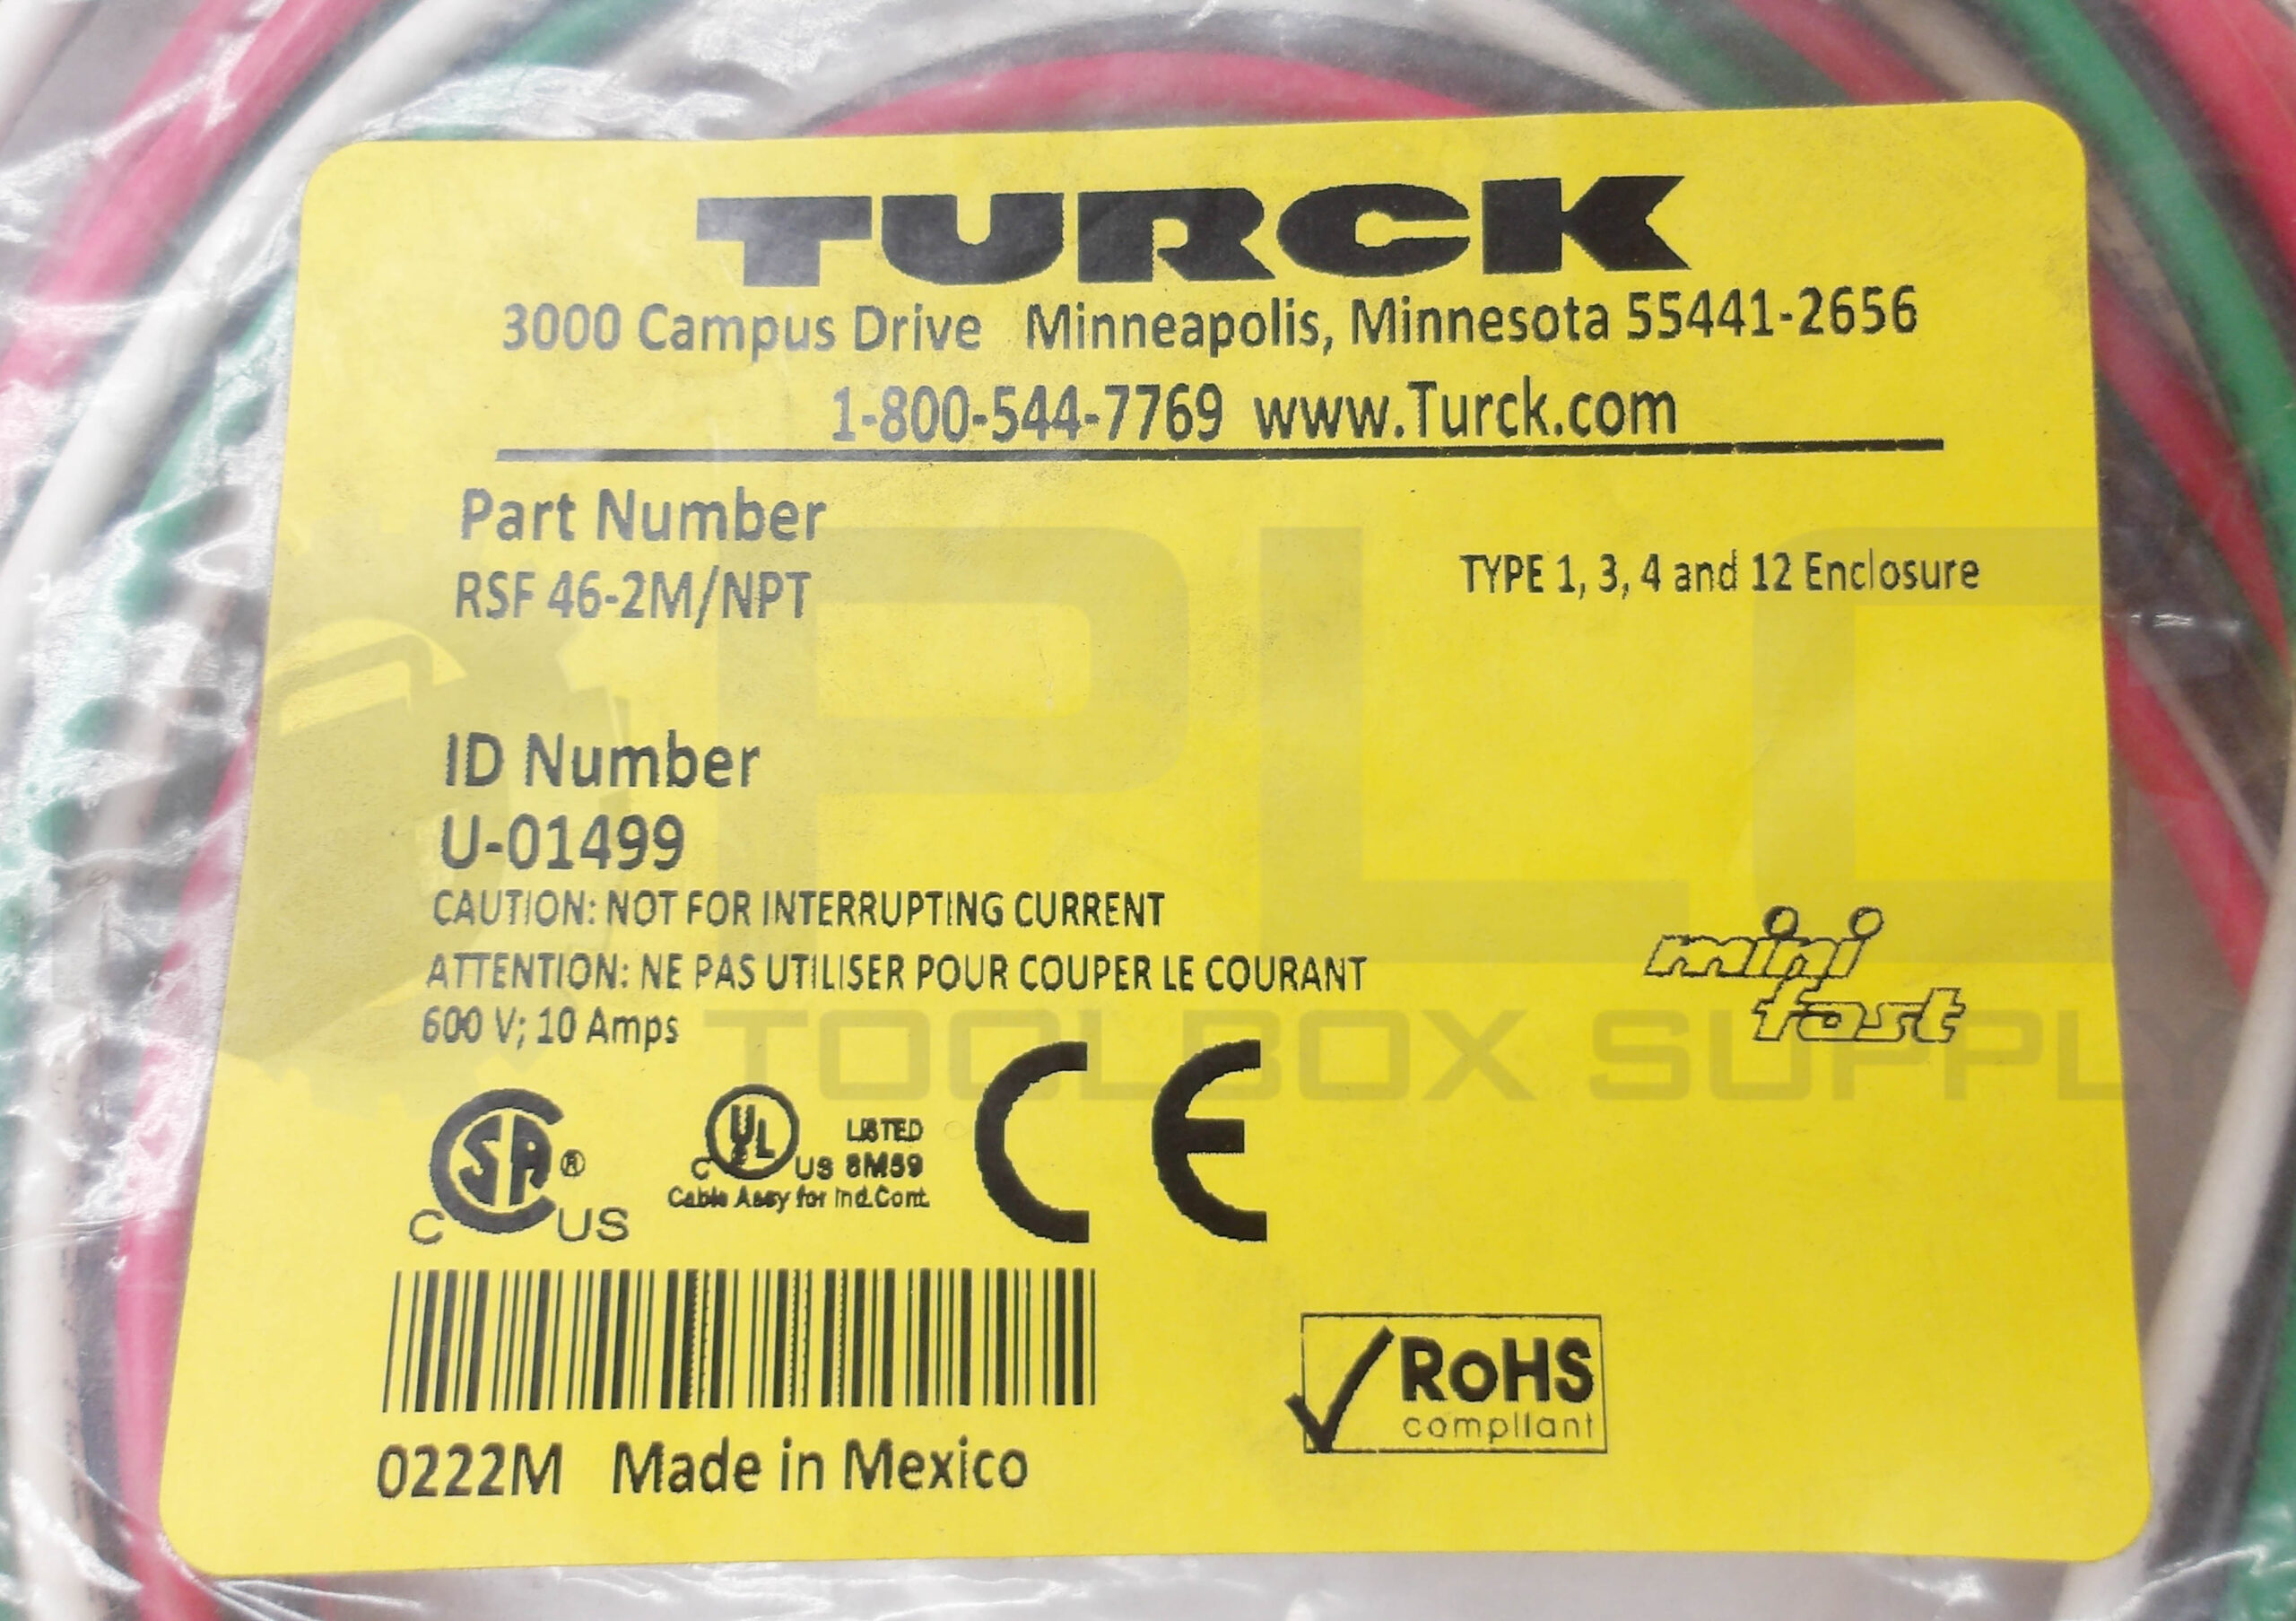 TURCK
3000 Campus Drive Minneapolis, Minnesota 55441-2656
1-800-544-7769 www.Turck.com
Part Number
RSF 46-2M/NPT
TYPE 1, 3, 4 and 12 Enclosure
ID Number
U-01499
CAUTION: NOT FOR INTERRUPTING CURRENT
ATTENTION: NE PAS UTILISER POUR COUPER LE COURANT
600 V; 10 Amps
mini
fast
CSA®
C US
UL
LISTED
C US 8M59
Cable Assy for Ind.Cont.
CE
0222M Made in Mexico
RoHS
compliant
PLC
TOOLBOX SUPPLY